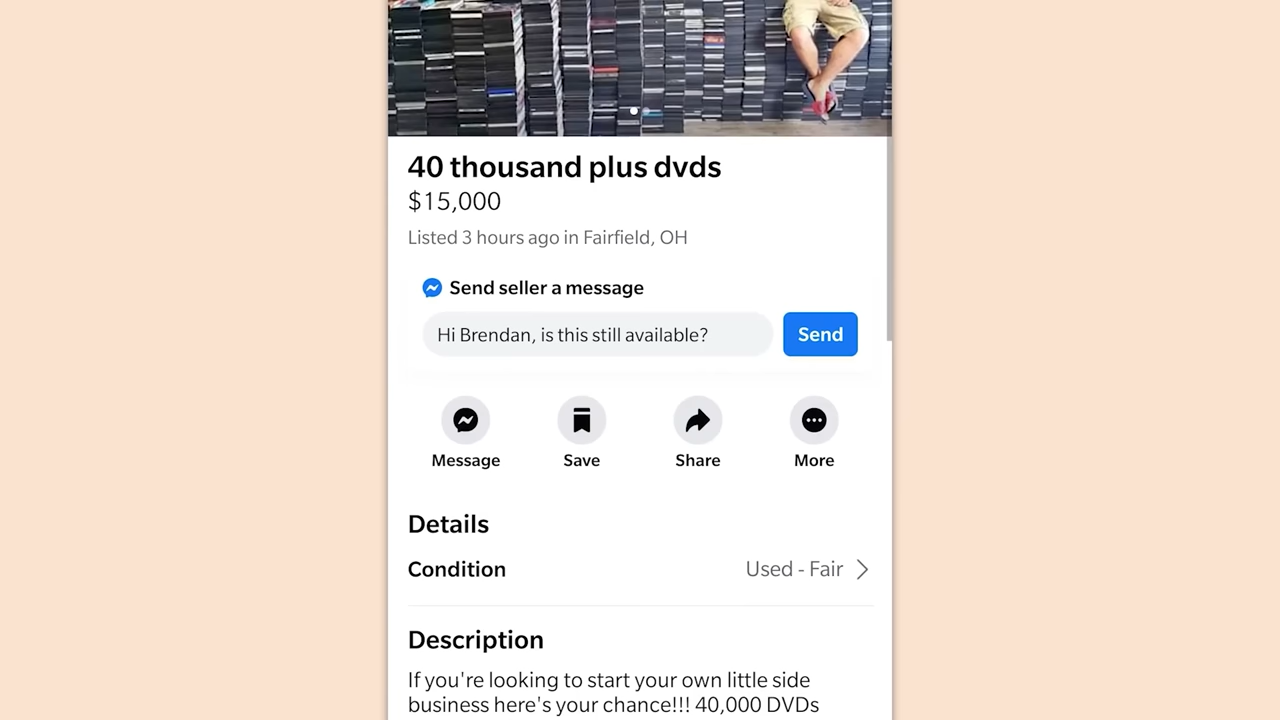 40 thousand plus dvds
$15,000
Listed 3 hours ago in Fairfield, OH
Send seller a message
Hi Brendan, is this still available?
Send
Message Save Share More
Details
Condition Used - Fair
Description
If you're looking to start your own little side
business here's your chance!!! 40,000 DVDs